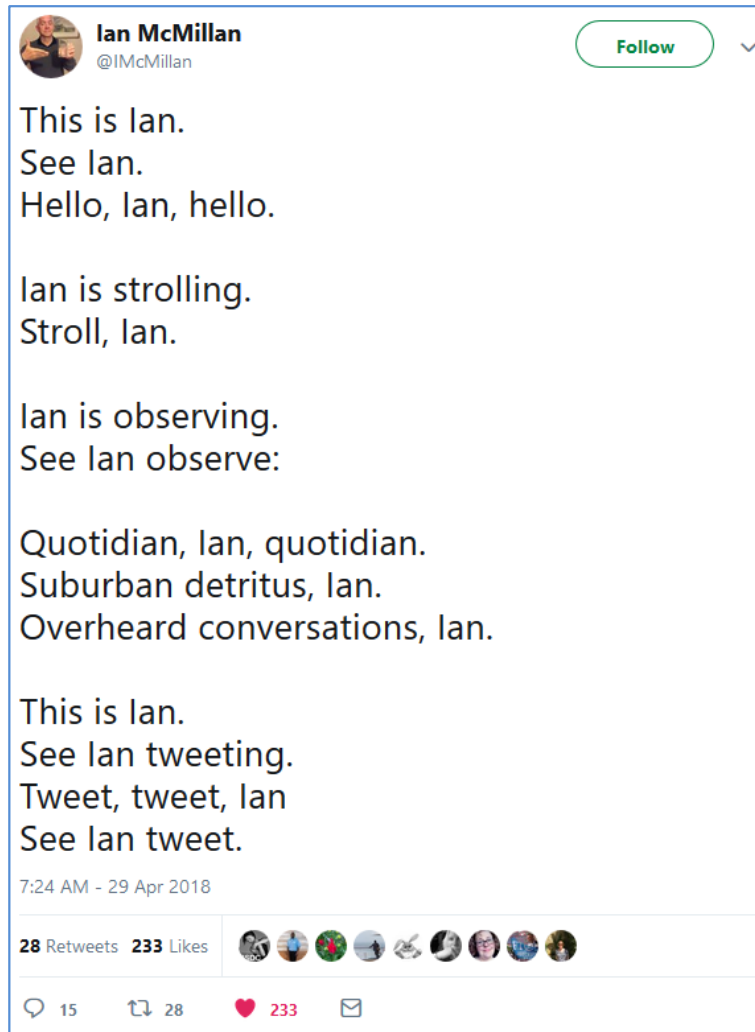 Ian McMillan
@IMcMillan
Follow
This is Ian.
See Ian.
Hello, Ian, hello.
Ian is strolling.
Stroll, Ian.
Ian is observing.
See Ian observe:
Quotidian, Ian, quotidian.
Suburban detritus, Ian.
Overheard conversations, Ian.
This is Ian.
See Ian tweeting.
Tweet, tweet, Ian
See Ian tweet.
7:24 AM - 29 Apr 2018
28 Retweets 233 Likes
15 28 233